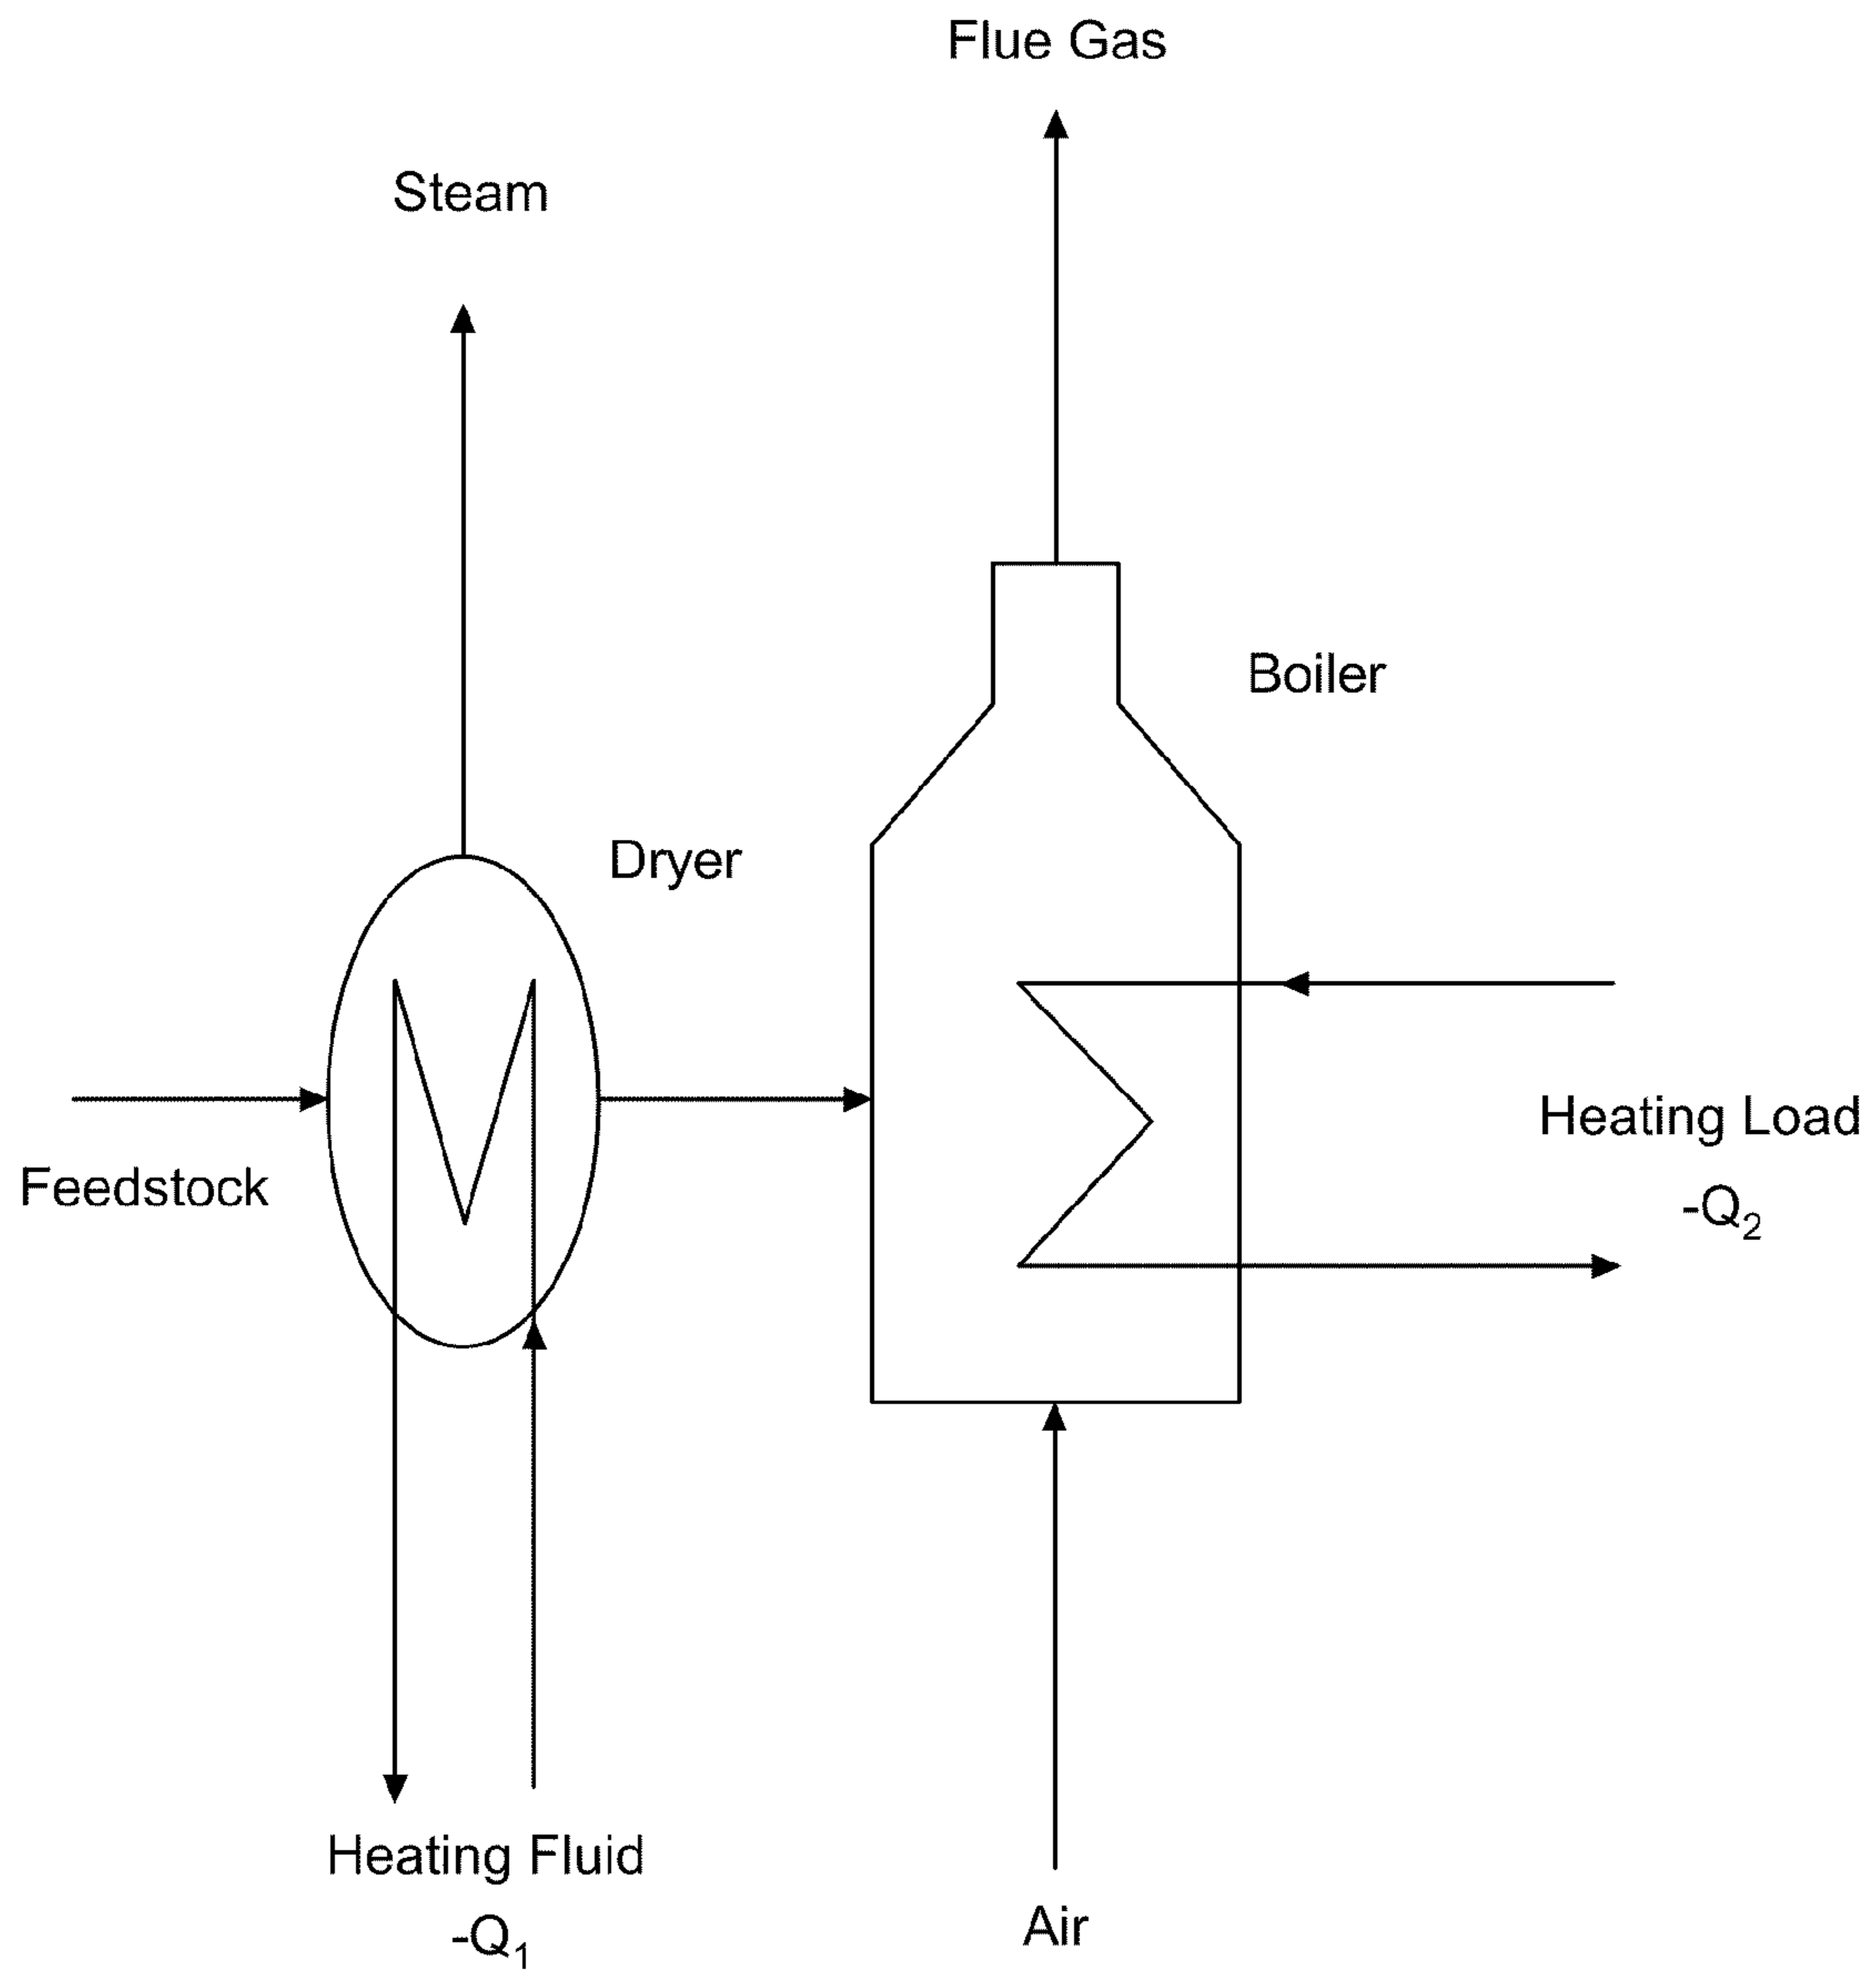 Flue Gas
Steam
Boiler
Dryer
Heating Load
-Q₂
Feedstock
Heating Fluid
-Q₁
Air